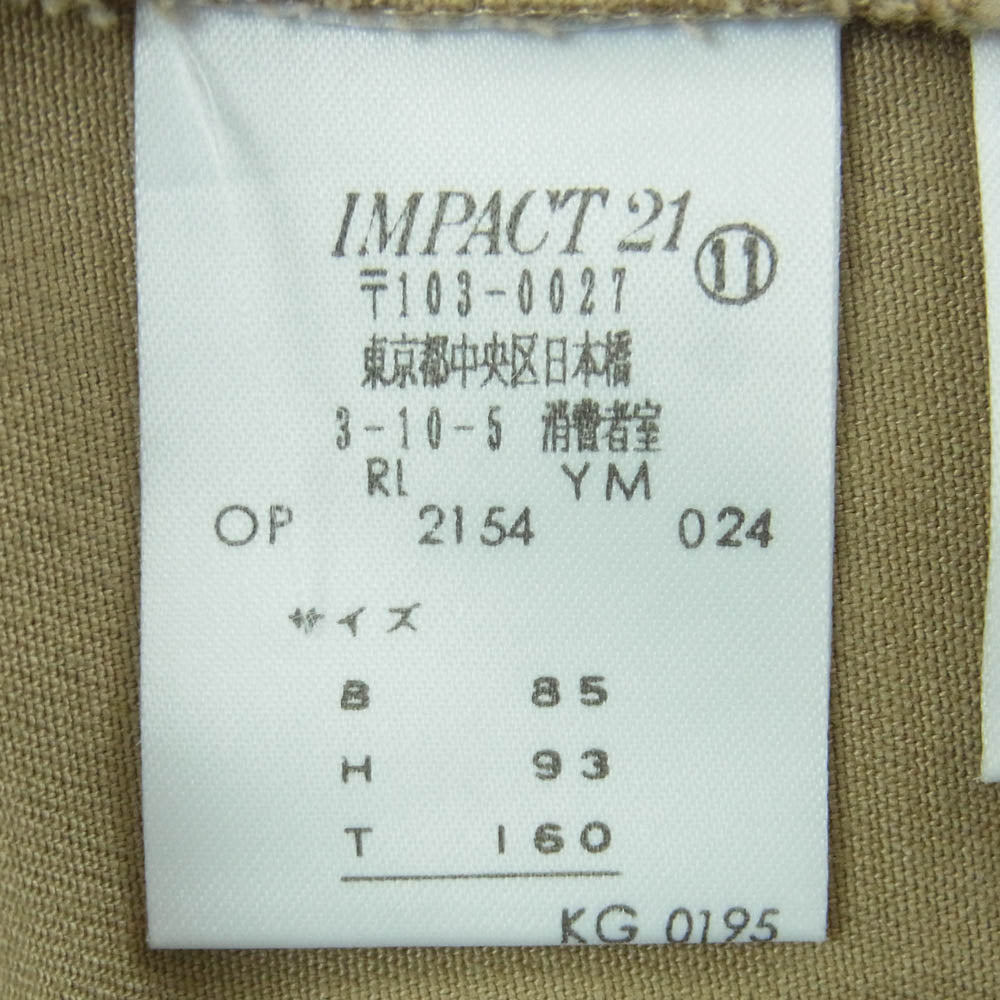 IMPACT 21 ⑪
〒103-0027
東京都中央区日本橋
3-10-5 消費者室
RL YM
OP 2154 024
サイズ
B 85
H 93
T 160
KG 0195